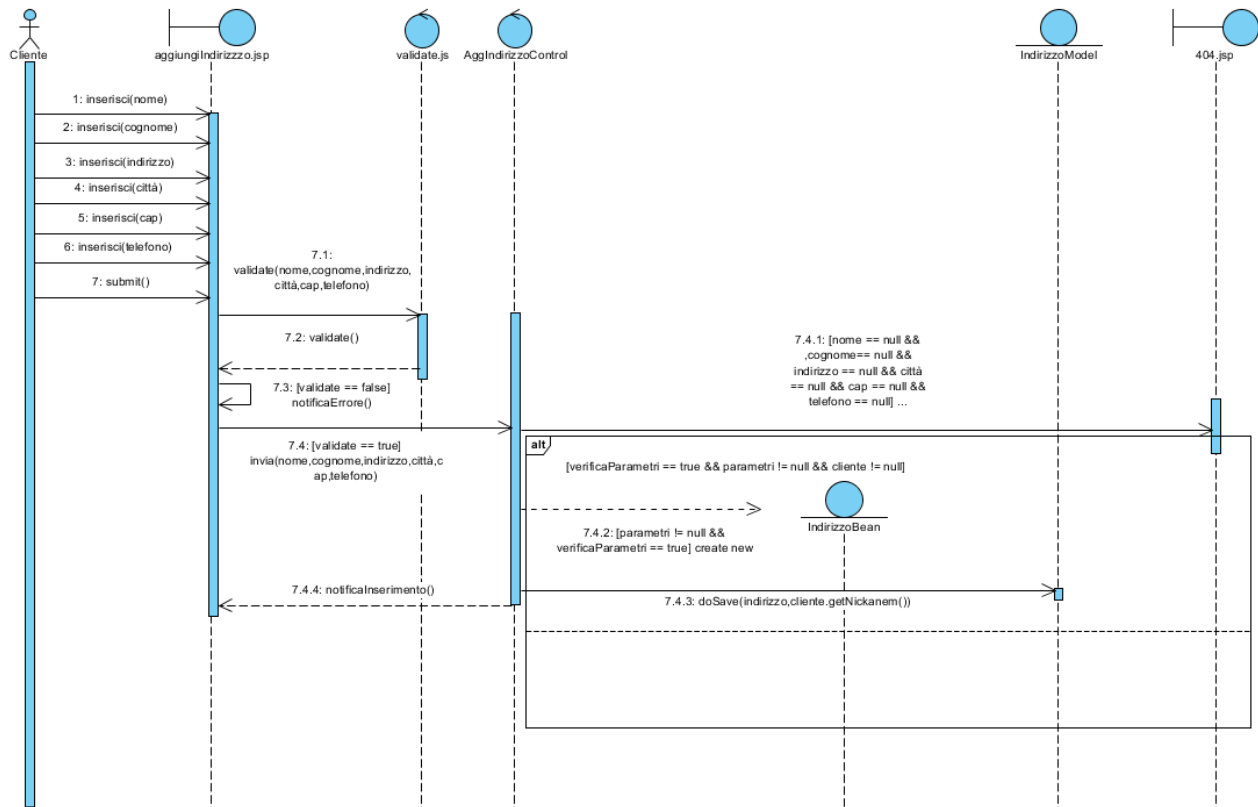 Cliente
aggiungiIndirizzzo.jsp
validate.js
AggIndirizzoControl
IndirizzoModel
404.jsp
1: inserisci(nome)
2: inserisci(cognome)
3: inserisci(indirizzo)
4: inserisci(città)
5: inserisci(cap)
6: inserisci(telefono)
7: submit()
7.1:
validate(nome,cognome,indirizzo,
città,cap,telefono)
7.2: validate()
7.3: [validate == false]
notificaErrore()
7.4: [validate == true]
invia(nome,cognome,indirizzo,città,c
ap,telefono)
7.4.1: [nome == null &&
,cognome== null &&
indirizzo == null && città
== null && cap == null &&
telefono == null] ...
alt
[verificaParametri == true && parametri != null && cliente != null]
IndirizzoBean
7.4.2: [parametri != null &&
verificaParametri == true] create new
7.4.4: notificaInserimento()
7.4.3: doSave(indirizzo,cliente.getNickanem())